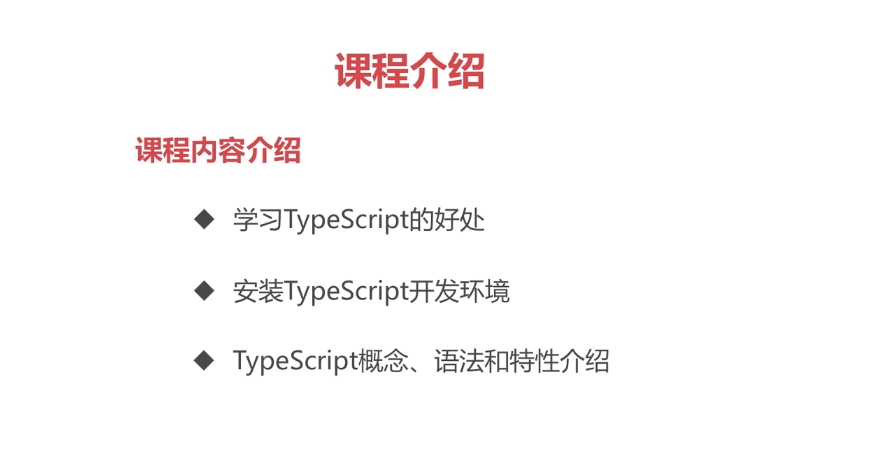 课程介绍
课程内容介绍
◆ 学习TypeScript的好处
◆ 安装TypeScript开发环境
◆ TypeScript概念、语法和特性介绍